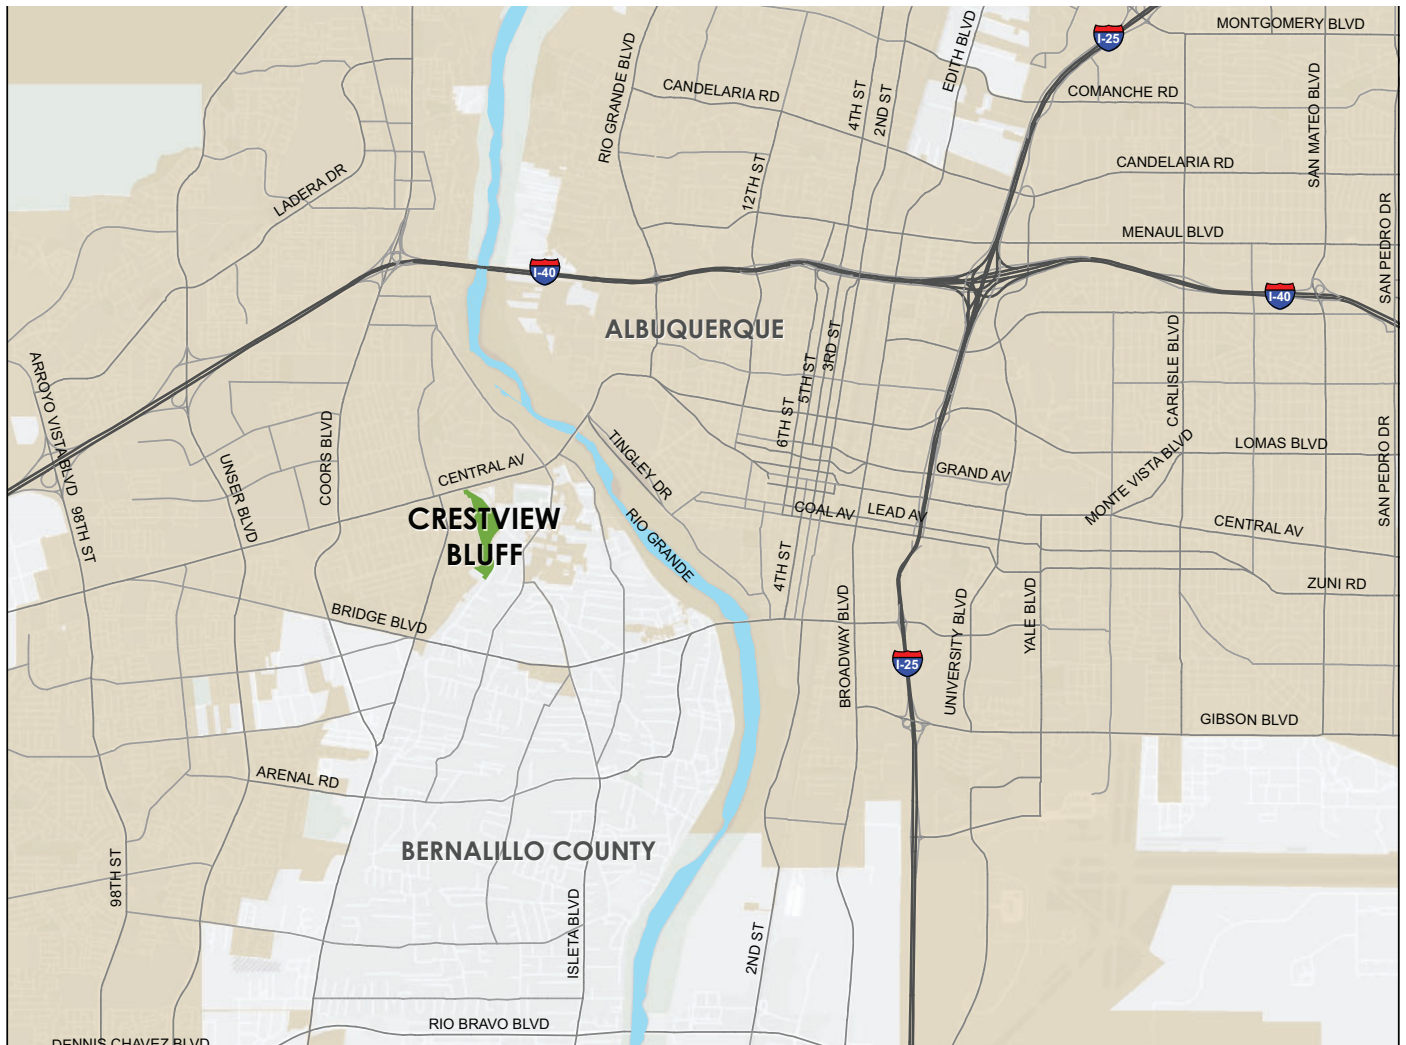 MONTGOMERY BLVD
I-25
EDITH BLVD
RIO GRANDE BLVD
CANDELARIA RD
4TH ST
2ND ST
COMANCHE RD
SAN MATEO BLVD
CANDELARIA RD
12TH ST
LADERA DR
MENAUL BLVD
SAN PEDRO DR
I-40
I-40
ALBUQUERQUE
3RD ST
5TH ST
CARLISLE BLVD
ARROYO VISTA BLVD
6TH ST
COORS BLVD
UNSER BLVD
TINGLEY DR
LOMAS BLVD
MONTE VISTA BLVD
SAN PEDRO DR
CENTRAL AV
GRAND AV
98TH ST
CRESTVIEW
BLUFF
COAL AV
LEAD AV
CENTRAL AV
RIO GRANDE
4TH ST
ZUNI RD
BRIDGE BLVD
BROADWAY BLVD
UNIVERSITY BLVD
YALE BLVD
I-25
GIBSON BLVD
ARENAL RD
BERNALILLO COUNTY
98TH ST
ISLETA BLVD
2ND ST
RIO BRAVO BLVD
DENNIS CHAVEZ BLVD